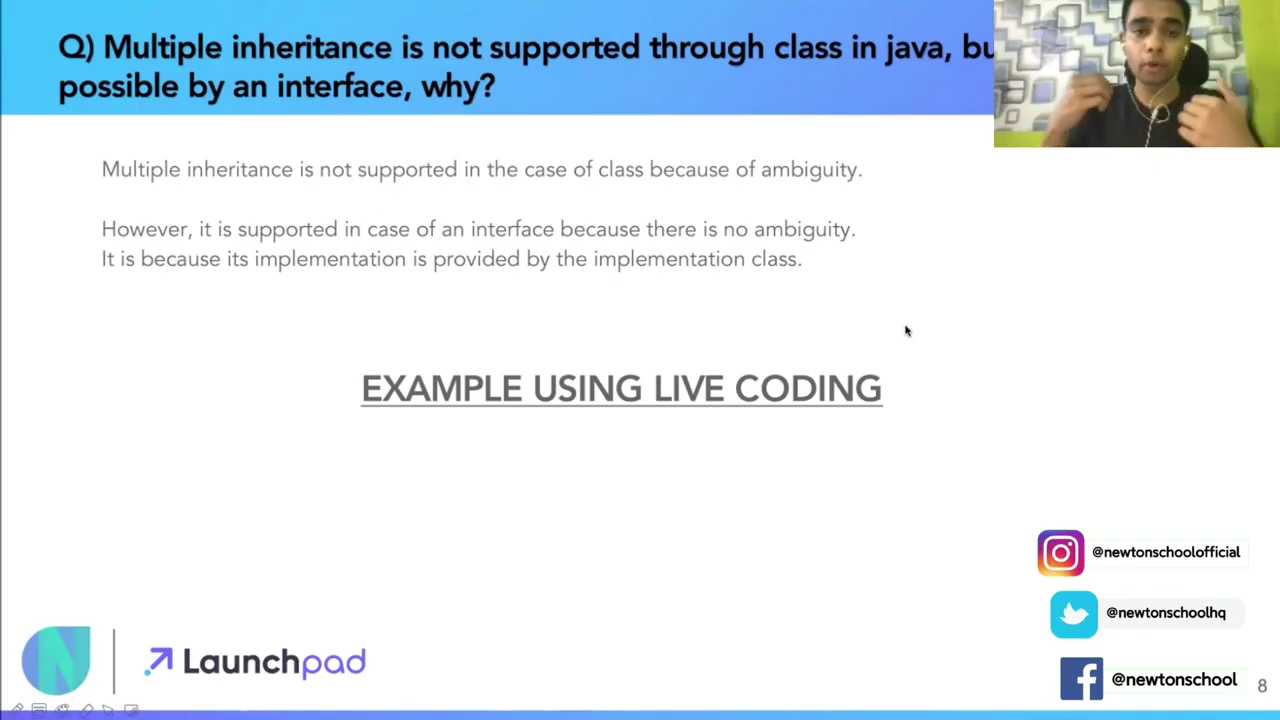 Q) Multiple inheritance is not supported through class in java, bu
possible by an interface, why?
Multiple inheritance is not supported in the case of class because of ambiguity.
However, it is supported in case of an interface because there is no ambiguity.
It is because its implementation is provided by the implementation class.
EXAMPLE USING LIVE CODING
@newtonschoolofficial
@newtonschoolhq
@newtonschool
N
Launchpad
8